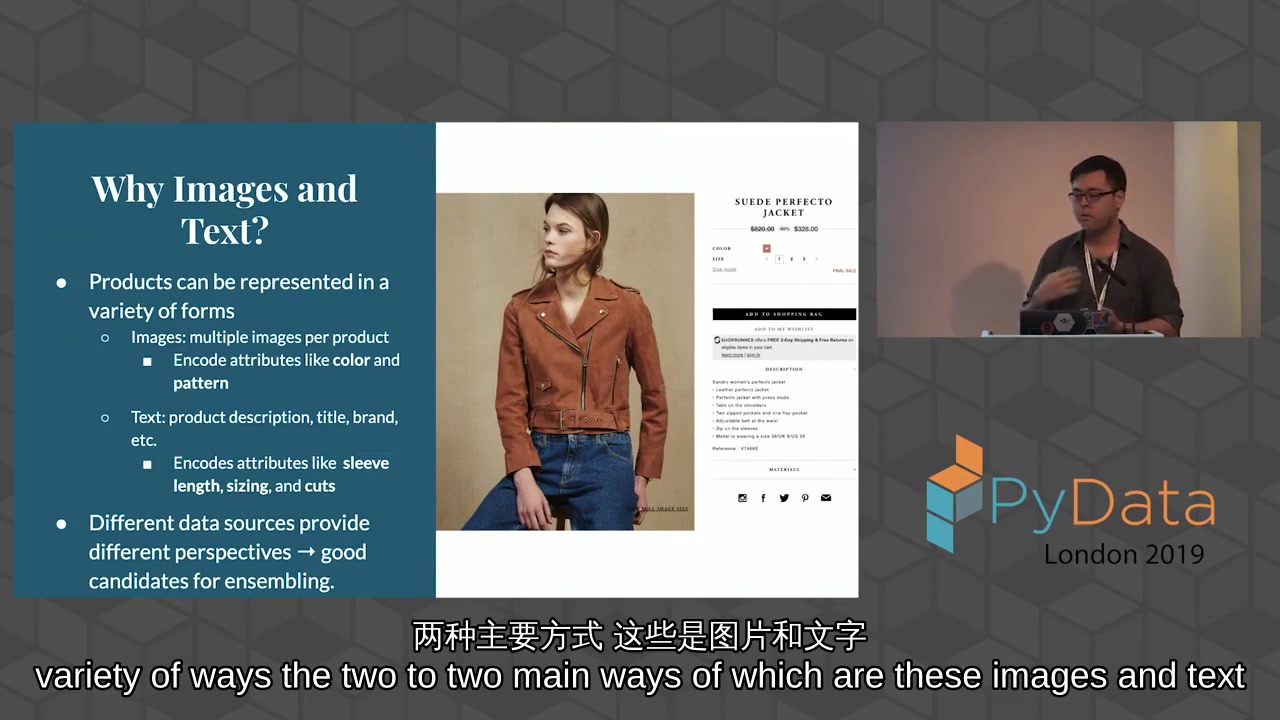 Why Images and
Text?
● Products can be represented in a
variety of forms
○ Images: multiple images per product
■ Encode attributes like color and
pattern
○ Text: product description, title, brand,
etc.
■ Encodes attributes like sleeve
length, sizing, and cuts
● Different data sources provide
different perspectives → good
candidates for ensembling.
SUEDE PERFECTO
JACKET
$820.00 -60% $328.00
COLOR
SIZE 1 2 3
Size guide
FINAL SALE
ADD TO SHOPPING BAG
ADD TO MY WISHLIST
SHOPRUNNER offers FREE 2-Day Shipping & Free Returns on
eligible items in your cart
learn more | sign in
DESCRIPTION
Sandro women's perfecto jacket
- Leather perfecto jacket
- Perfecto jacket with press studs
- Tabs on the shoulders
- Two zipped pockets and one flap pocket
- Adjustable belt at the waist
- Zip on the sleeves
- Model is wearing a size 36/UK 8/US 26
Reference :
MATERIALS
FULL IMAGE SIZE
PyData
London 2019
两种主要方式 这些是图片和文字
variety of ways the two to two main ways of which are these images and text